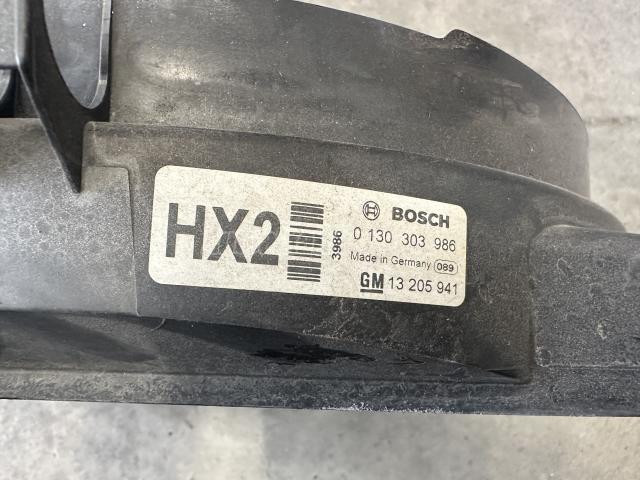 HX2
3986
BOSCH
0 130 303 986
Made in Germany 089
GM 13 205 941